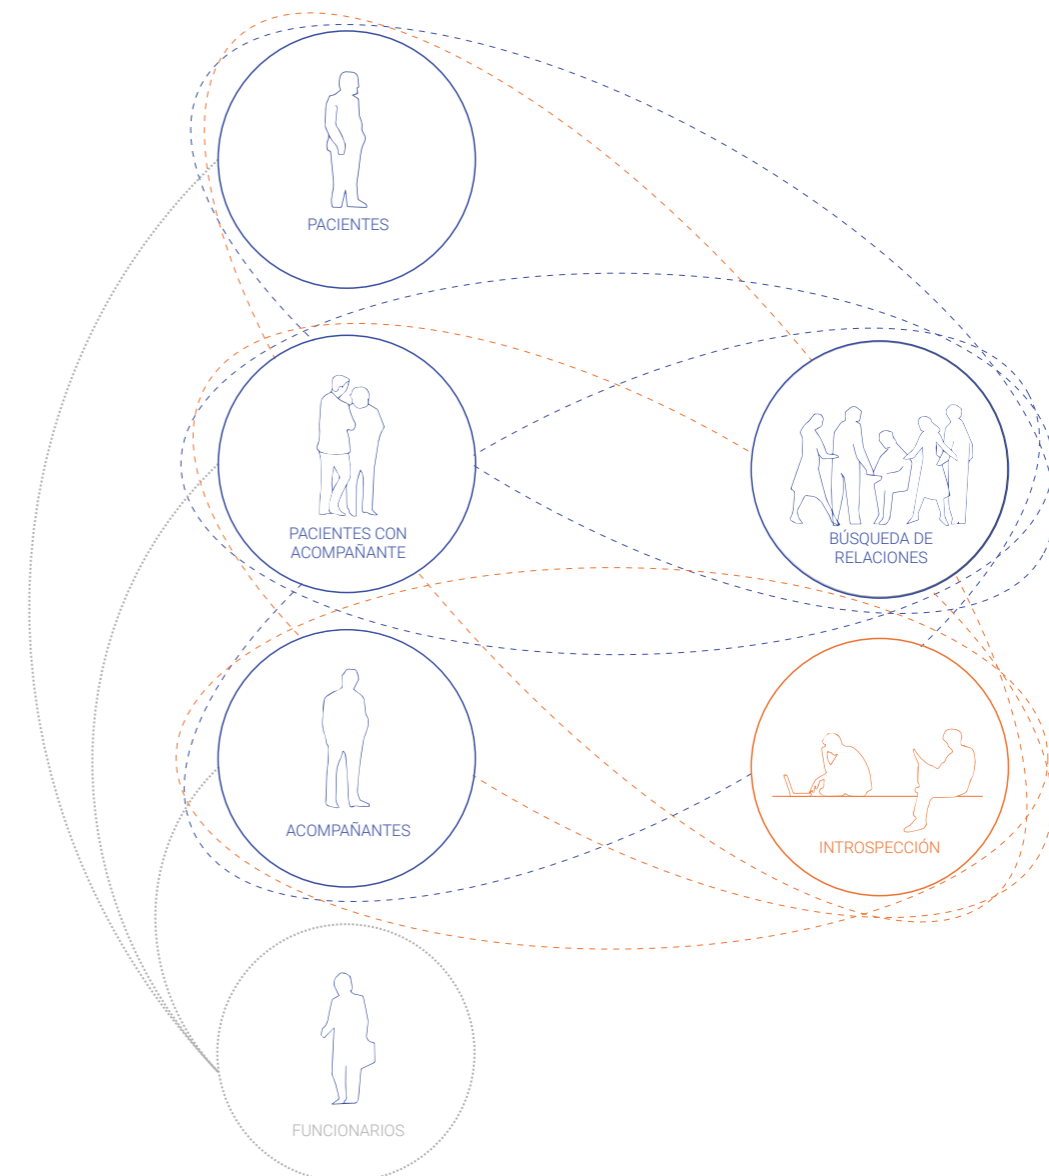 PACIENTES
PACIENTES CON
ACOMPAÑANTE
BÚSQUEDA DE
RELACIONES
ACOMPAÑANTES
INTROSPECCIÓN
FUNCIONARIOS